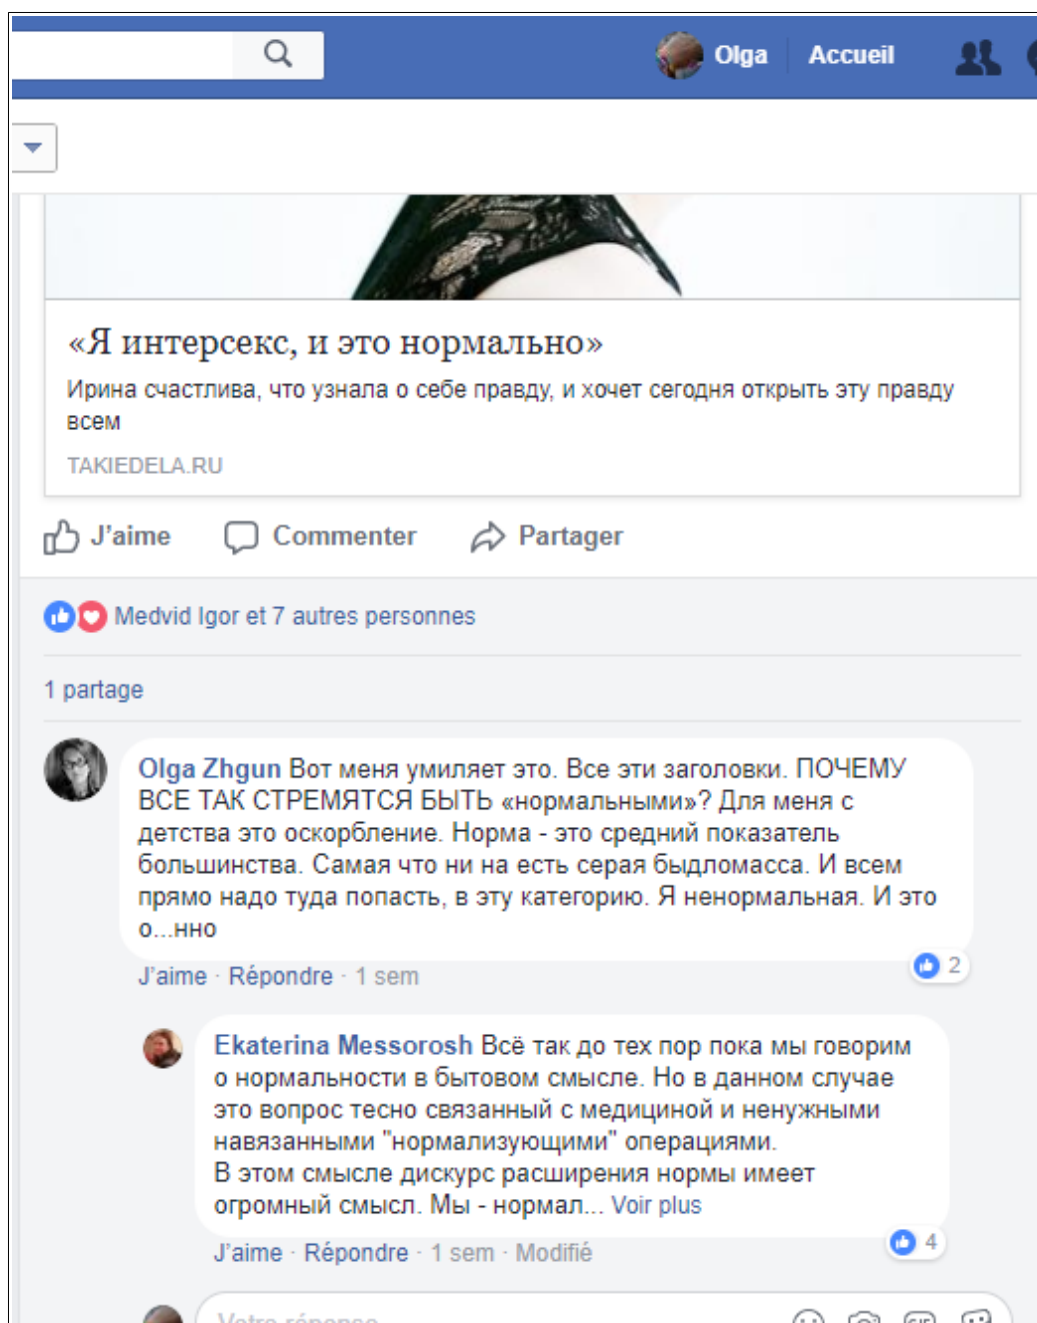 Olga Accueil
«Я интерсекс, и это нормально»
Ирина счастлива, что узнала о себе правду, и хочет сегодня открыть эту правду
всем
TAKIEDELA.RU
J'aime Commenter Partager
Medvid Igor et 7 autres personnes
1 partage
Olga Zhgun Вот меня умиляет это. Все эти заголовки. ПОЧЕМУ
ВСЕ ТАК СТРЕМЯТСЯ БЫТЬ «нормальными»? Для меня с
детства это оскорбление. Норма - это средний показатель
большинства. Самая что ни на есть серая быдломасса. И всем
прямо надо туда попасть, в эту категорию. Я ненормальная. И это
о...нно
J'aime · Répondre · 1 sem
2
Ekaterina Messorosh Всё так до тех пор пока мы говорим
о нормальности в бытовом смысле. Но в данном случае
это вопрос тесно связанный с медициной и ненужными
навязанными "нормализующими" операциями.
В этом смысле дискурс расширения нормы имеет
огромный смысл. Мы - нормал... Voir plus
J'aime · Répondre · 1 sem · Modifié
4
Votre réponse